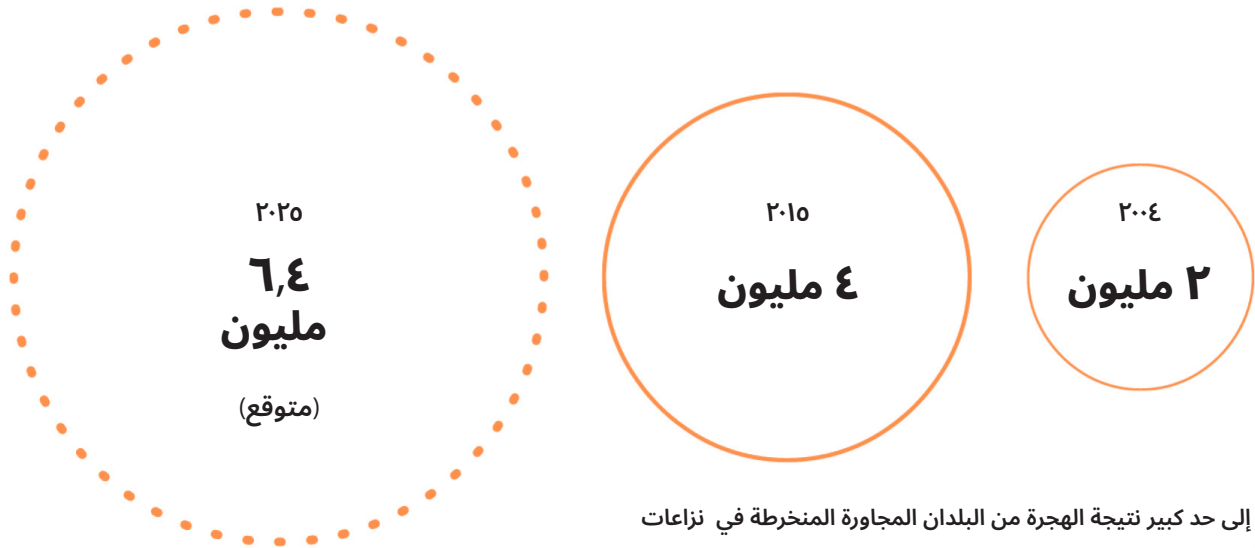 ٢٠٠٤
٢ مليون
٢٠١٥
٤ مليون
٢٠٢٥
٦,٤
مليون
(متوقع)
إلى حد كبير نتيجة الهجرة من البلدان المجاورة المنخرطة في نزاعات